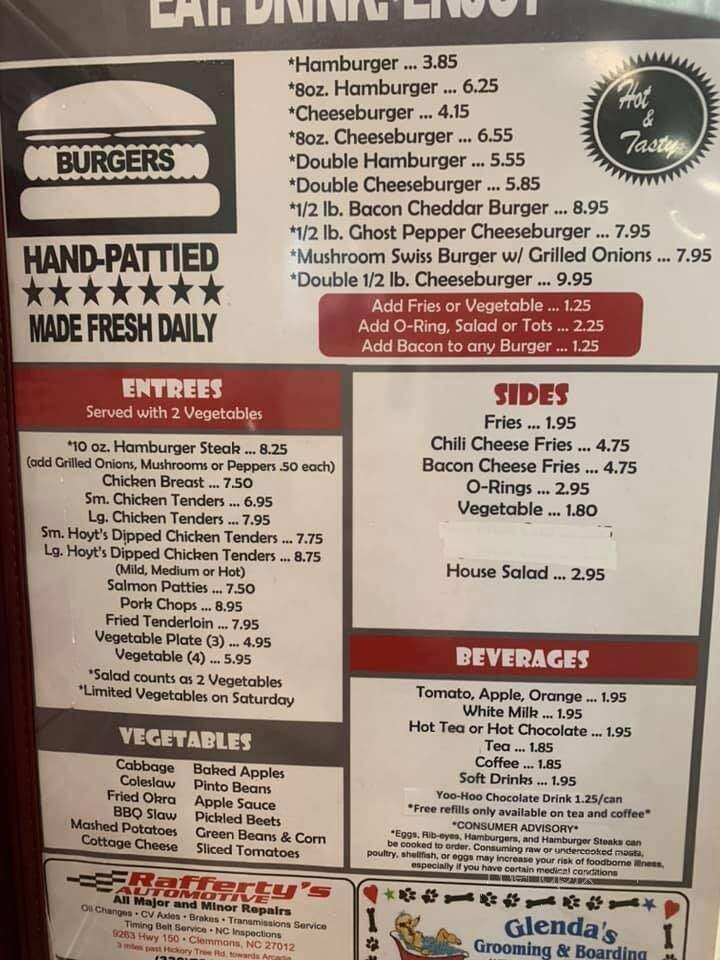 EAT. DRINK. ENJOY
BURGERS
HAND-PATTIED
MADE FRESH DAILY
*Hamburger ... 3.85
*8oz. Hamburger ... 6.25
*Cheeseburger ... 4.15
*8oz. Cheeseburger ... 6.55
*Double Hamburger ... 5.55
*Double Cheeseburger ... 5.85
*1/2 lb. Bacon Cheddar Burger ... 8.95
*1/2 lb. Ghost Pepper Cheeseburger ... 7.95
*Mushroom Swiss Burger w/ Grilled Onions ... 7.95
*Double 1/2 lb. Cheeseburger ... 9.95
Hot
&
Tasty
Add Fries or Vegetable ... 1.25
Add O-Ring, Salad or Tots ... 2.25
Add Bacon to any Burger ... 1.25
ENTREES
Served with 2 Vegetables
*10 oz. Hamburger Steak ... 8.25
(add Grilled Onions, Mushrooms or Peppers .50 each)
Chicken Breast ... 7.50
Sm. Chicken Tenders ... 6.95
Lg. Chicken Tenders ... 7.95
Sm. Hoyt's Dipped Chicken Tenders ... 7.75
Lg. Hoyt's Dipped Chicken Tenders ... 8.75
(Mild, Medium or Hot)
Salmon Patties ... 7.50
Pork Chops ... 8.95
Fried Tenderloin ... 7.95
Vegetable Plate (3) ... 4.95
Vegetable (4) ... 5.95
*Salad counts as 2 Vegetables
*Limited Vegetables on Saturday
VEGETABLES
Cabbage
Coleslaw
Fried Okra
BBQ Slaw
Mashed Potatoes
Cottage Cheese
Baked Apples
Pinto Beans
Apple Sauce
Pickled Beets
Green Beans & Corn
Sliced Tomatoes
SIDES
Fries ... 1.95
Chili Cheese Fries ... 4.75
Bacon Cheese Fries ... 4.75
O-Rings ... 2.95
Vegetable ... 1.80
House Salad ... 2.95
BEVERAGES
Tomato, Apple, Orange ... 1.95
White Milk ... 1.95
Hot Tea or Hot Chocolate ... 1.95
Tea ... 1.85
Coffee ... 1.85
Soft Drinks ... 1.95
Yoo-Hoo Chocolate Drink 1.25/can
*Free refills only available on tea and coffee*
*CONSUMER ADVISORY*
*Eggs, Rib-eyes, Hamburgers, and Hamburger Steaks can
be cooked to order. Consuming raw or undercooked meats,
poultry, shellfish, or eggs may increase your risk of foodborne illness,
especially if you have certain medical conditions
Rafferty's
AUTOMOTIVE
All Major and Minor Repairs
Oil Changes • CV Axles • Brakes • Transmissions Service
Timing Belt Service • NC Inspections
9263 Hwy 150 • Clemmons, NC 27012
3 miles past Hickory Tree Rd. towards Arcadia
Glenda's
Grooming & Boarding